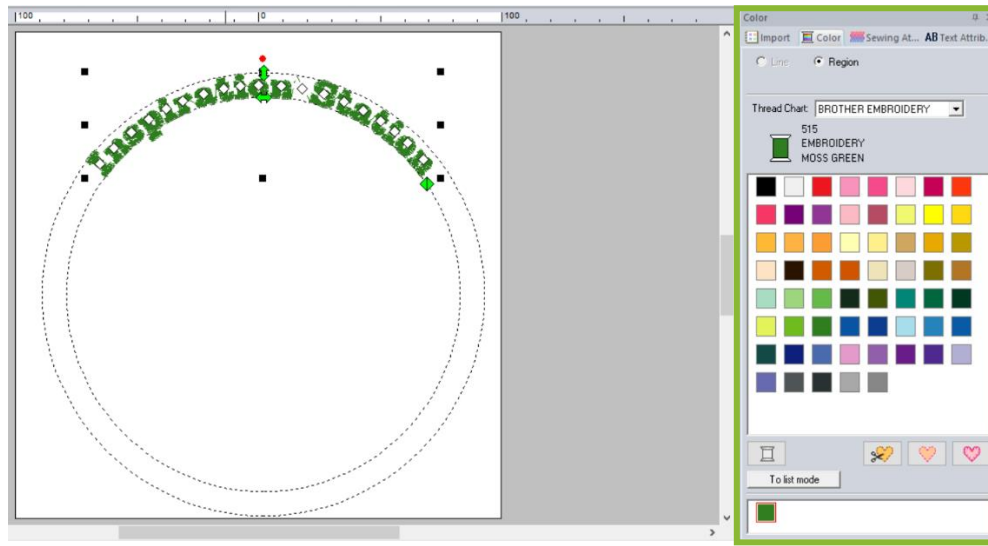 |100 |0 |100
Inspiration Station
Color
Import Color Sewing At... AB Text Attrib.
Line Region
Thread Chart: BROTHER EMBROIDERY
515
EMBROIDERY
MOSS GREEN
To list mode